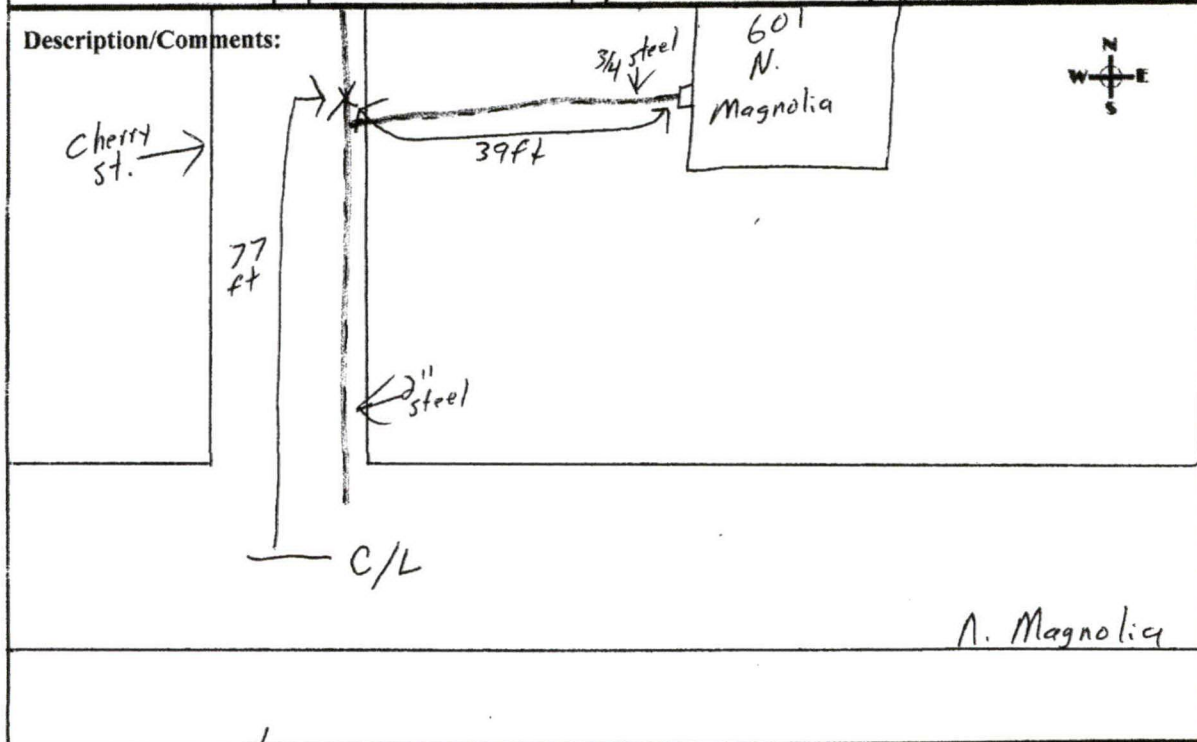 Description/Comments:
601
N.
Magnolia
3/4 steel
N
W E
S
Cherry
st.
39ft
77
ft
2"
steel
C/L
N. Magnolia